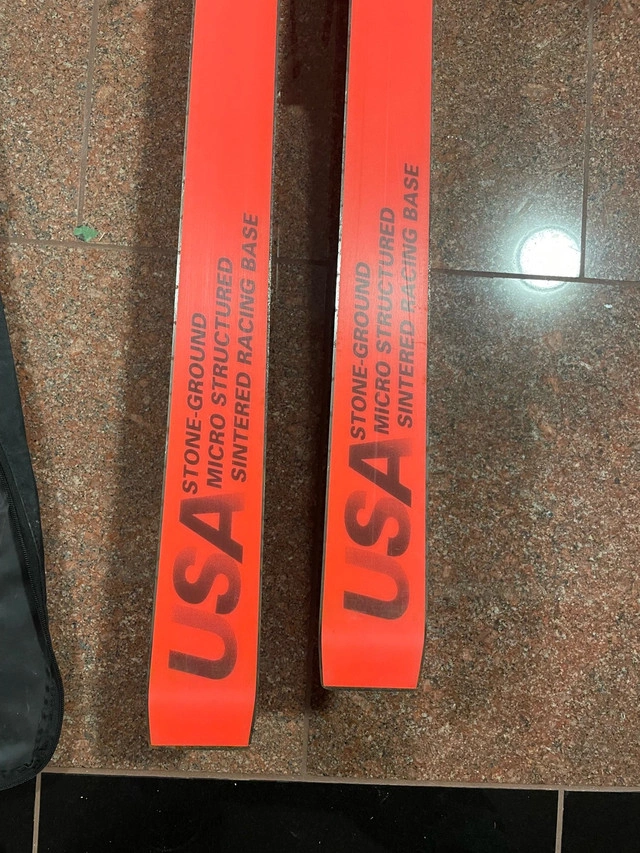 USA
STONE-GROUND
MICRO STRUCTURED
SINTERED RACING BASE
USA
STONE-GROUND
MICRO STRUCTURED
SINTERED RACING BASE